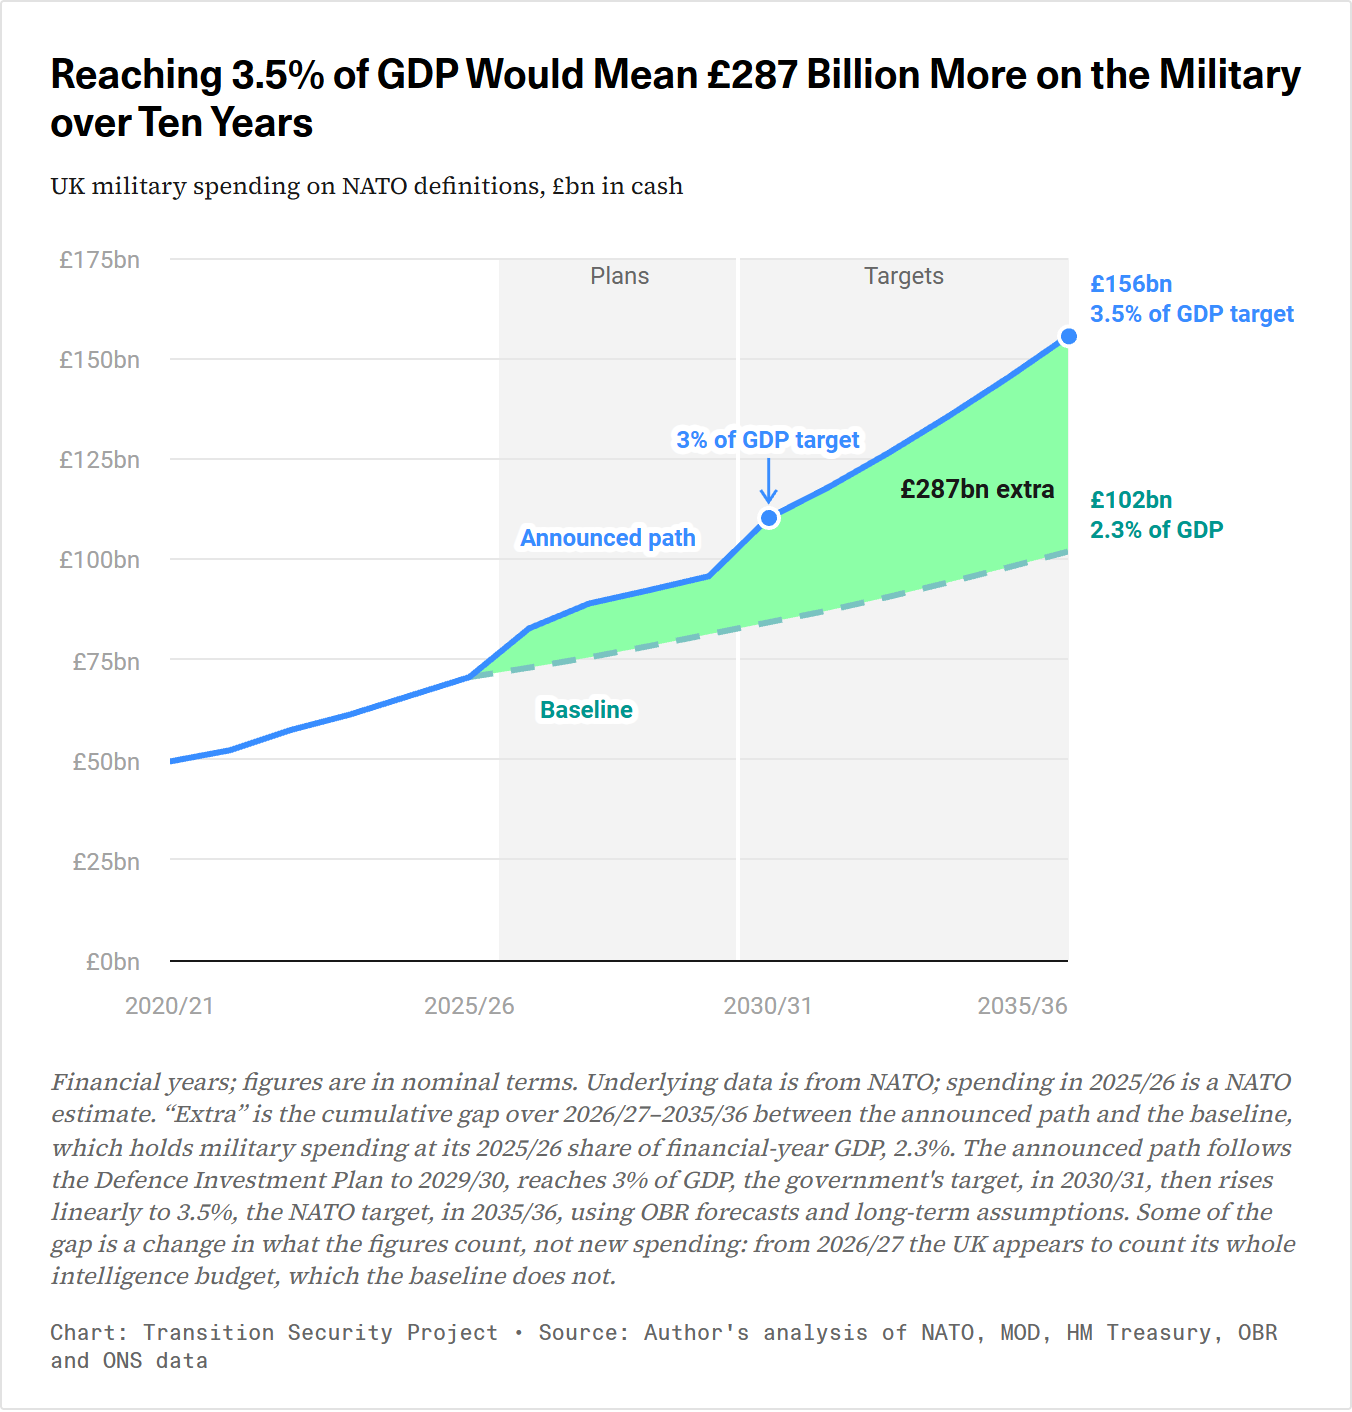 Reaching 3.5% of GDP Would Mean £287 Billion More on the Military
over Ten Years
UK military spending on NATO definitions, £bn in cash
£175bn
Plans
Targets
£156bn
3.5% of GDP target
£150bn
3% of GDP target
£125bn
£287bn extra
£102bn
2.3% of GDP
Announced path
£100bn
£75bn
Baseline
£50bn
£25bn
£0bn
2020/21
2025/26
2030/31
2035/36
Financial years; figures are in nominal terms. Underlying data is from NATO; spending in 2025/26 is a NATO
estimate. “Extra” is the cumulative gap over 2026/27–2035/36 between the announced path and the baseline,
which holds military spending at its 2025/26 share of financial-year GDP, 2.3%. The announced path follows
the Defence Investment Plan to 2029/30, reaches 3% of GDP, the government's target, in 2030/31, then rises
linearly to 3.5%, the NATO target, in 2035/36, using OBR forecasts and long-term assumptions. Some of the
gap is a change in what the figures count, not new spending: from 2026/27 the UK appears to count its whole
intelligence budget, which the baseline does not.
Chart: Transition Security Project • Source: Author's analysis of NATO, MOD, HM Treasury, OBR
and ONS data